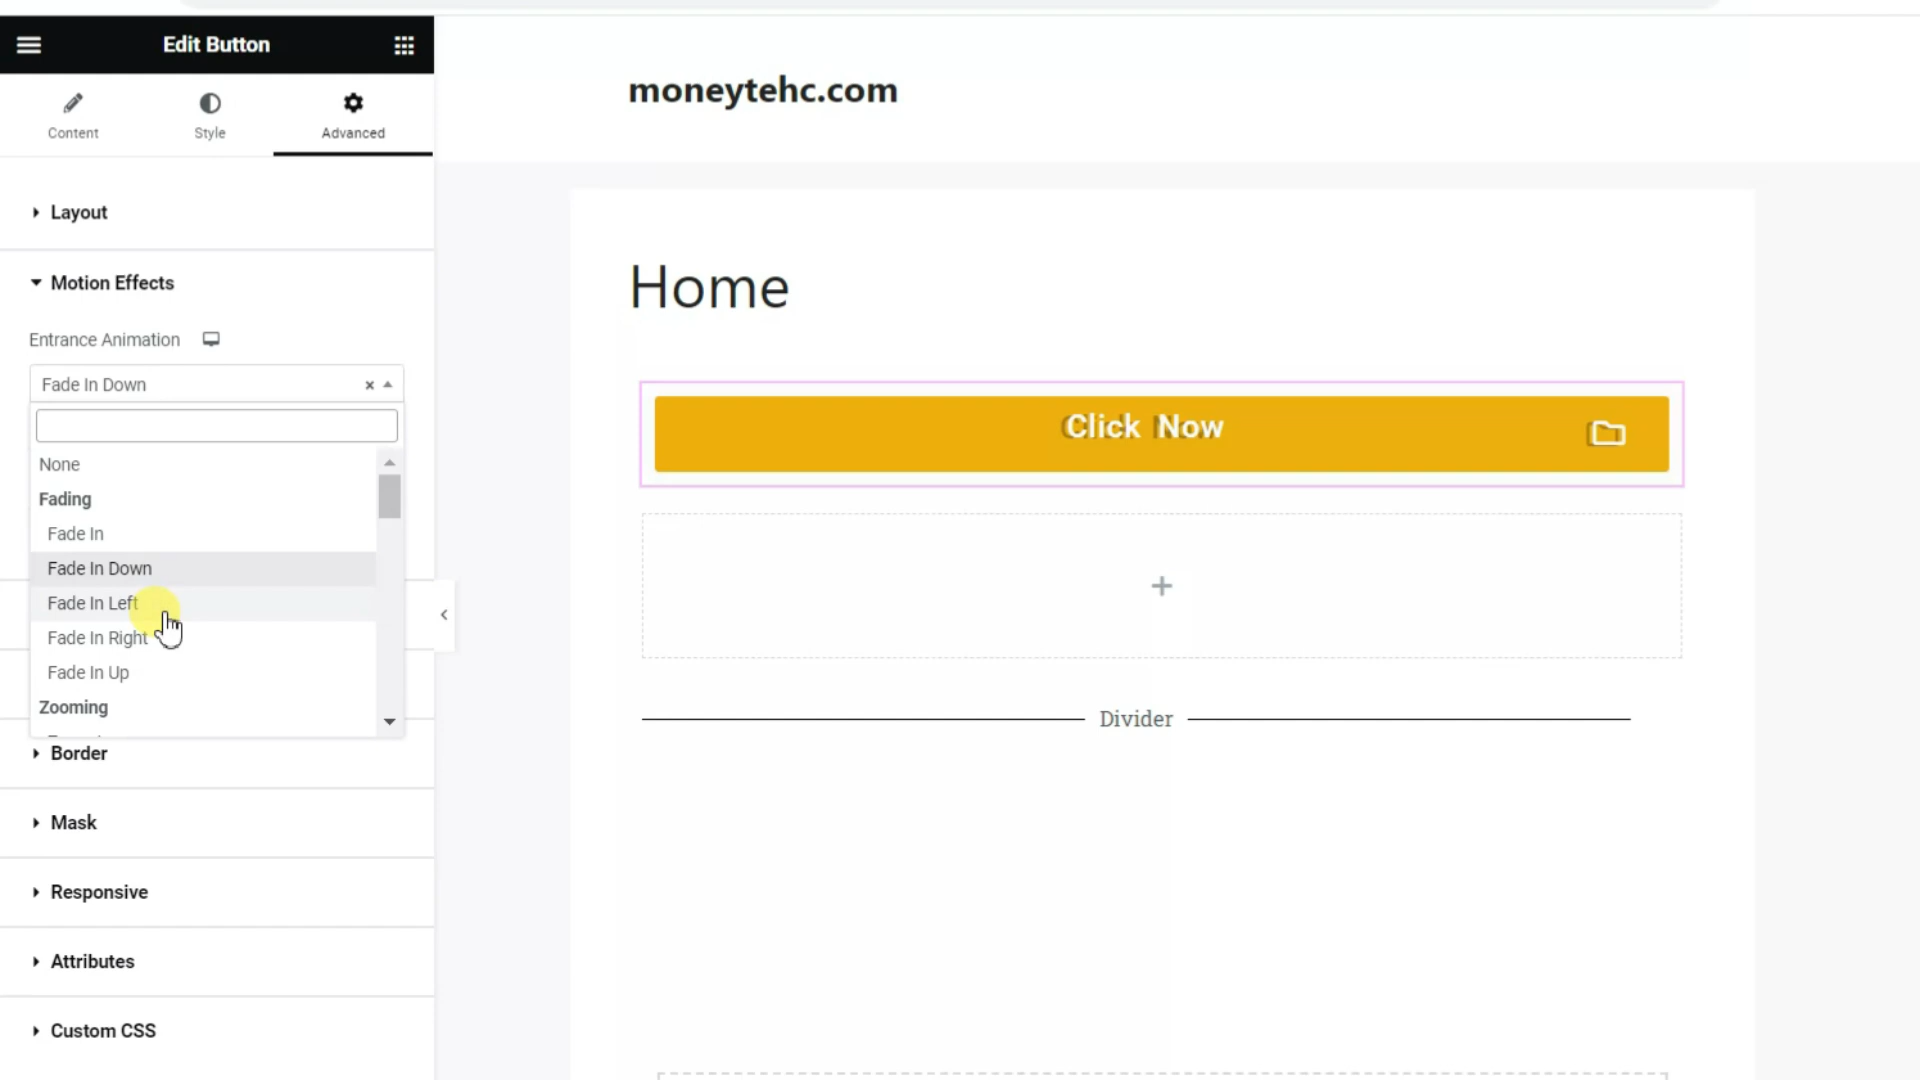 Edit Button
Content
Style
Advanced
Layout
Motion Effects
Entrance Animation
Fade In Down
None
Fading
Fade In
Fade In Down
Fade In Left
Fade In Right
Fade In Up
Zooming
Border
Mask
Responsive
Attributes
Custom CSS
moneytehc.com
Home
Click Now
Divider